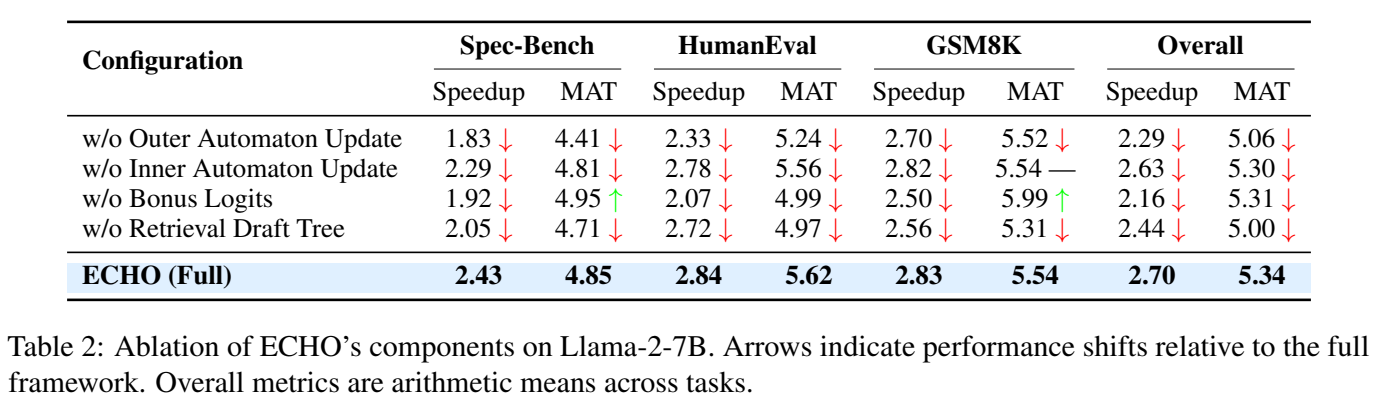 Configuration Spec-Bench HumanEval GSM8K Overall
Speedup MAT Speedup MAT Speedup MAT Speedup MAT
w/o Outer Automaton Update 1.83 ↓ 4.41 ↓ 2.33 ↓ 5.24 ↓ 2.70 ↓ 5.52 ↓ 2.29 ↓ 5.06 ↓
w/o Inner Automaton Update 2.29 ↓ 4.81 ↓ 2.78 ↓ 5.56 ↓ 2.82 ↓ 5.54 — 2.63 ↓ 5.30 ↓
w/o Bonus Logits 1.92 ↓ 4.95 ↑ 2.07 ↓ 4.99 ↓ 2.50 ↓ 5.99 ↑ 2.16 ↓ 5.31 ↓
w/o Retrieval Draft Tree 2.05 ↓ 4.71 ↓ 2.72 ↓ 4.97 ↓ 2.56 ↓ 5.31 ↓ 2.44 ↓ 5.00 ↓
ECHO (Full) 2.43 4.85 2.84 5.62 2.83 5.54 2.70 5.34
Table 2: Ablation of ECHO's components on Llama-2-7B. Arrows indicate performance shifts relative to the full
framework. Overall metrics are arithmetic means across tasks.